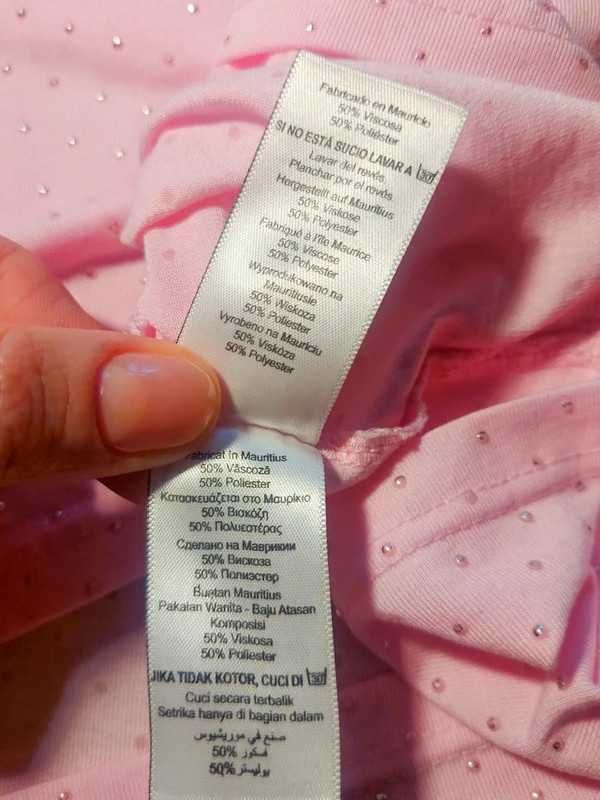 Fabricado en Mauricio
50% Viscosa
50% Poliéster
SI NO ESTÁ SUCIO LAVAR A 30°
Lavar del revés
Planchar por el revés
Hergestellt auf Mauritius
50% Viskose
50% Polyester
Fabriqué à l'île Maurice
50% Viscose
50% Polyester
Wyprodukowano na
Mauritiusie
50% Wiskoza
50% Poliester
Vyrobeno na Mauriciu
50% Viskóza
50% Polyester
abricat în Mauritius
50% Vâscoză
50% Poliester
Κατασκευάζεται στο Μαυρίκιο
50% Βισκόζη
50% Πολυεστέρας
Сделано на Маврикии
50% Вискоза
50% Полиэстер
Buatan Mauritius
Pakaian Wanita - Baju Atasan
Komposisi
50% Viskosa
50% Poliester
JIKA TIDAK KOTOR, CUCI DI 30°
Cuci secara terbalik
Setrika hanya di bagian dalam
صنع في موريشيوس
50% فسكوز
50% بوليستر